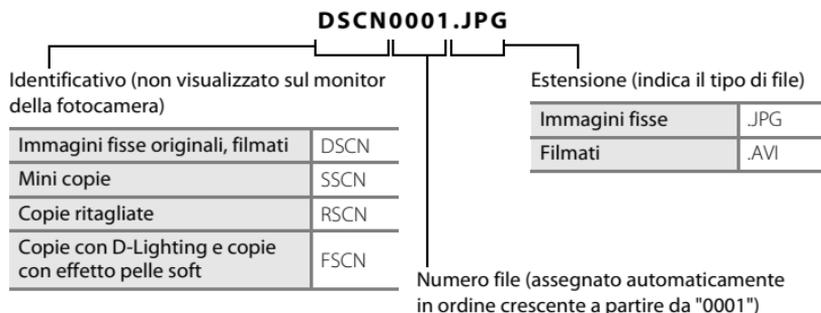 DSCN0001.JPG
Identificativo (non visualizzato sul monitor
della fotocamera)
Immagini fisse originali, filmati DSCN
Mini copie SSCN
Copie ritagliate RSCN
Copie con D-Lighting e copie
con effetto pelle soft FSCN
Estensione (indica il tipo di file)
Immagini fisse .JPG
Filmati .AVI
Numero file (assegnato automaticamente
in ordine crescente a partire da "0001")